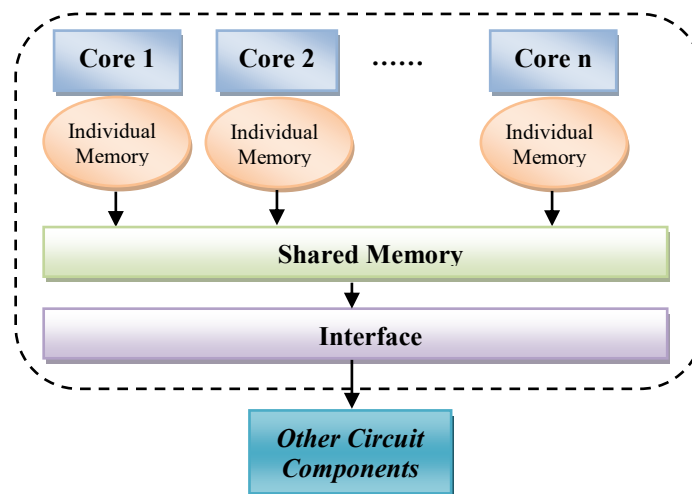 Core 1
Core 2
......
Core n
Individual
Memory
Individual
Memory
Individual
Memory
Shared Memory
Interface
Other Circuit
Components